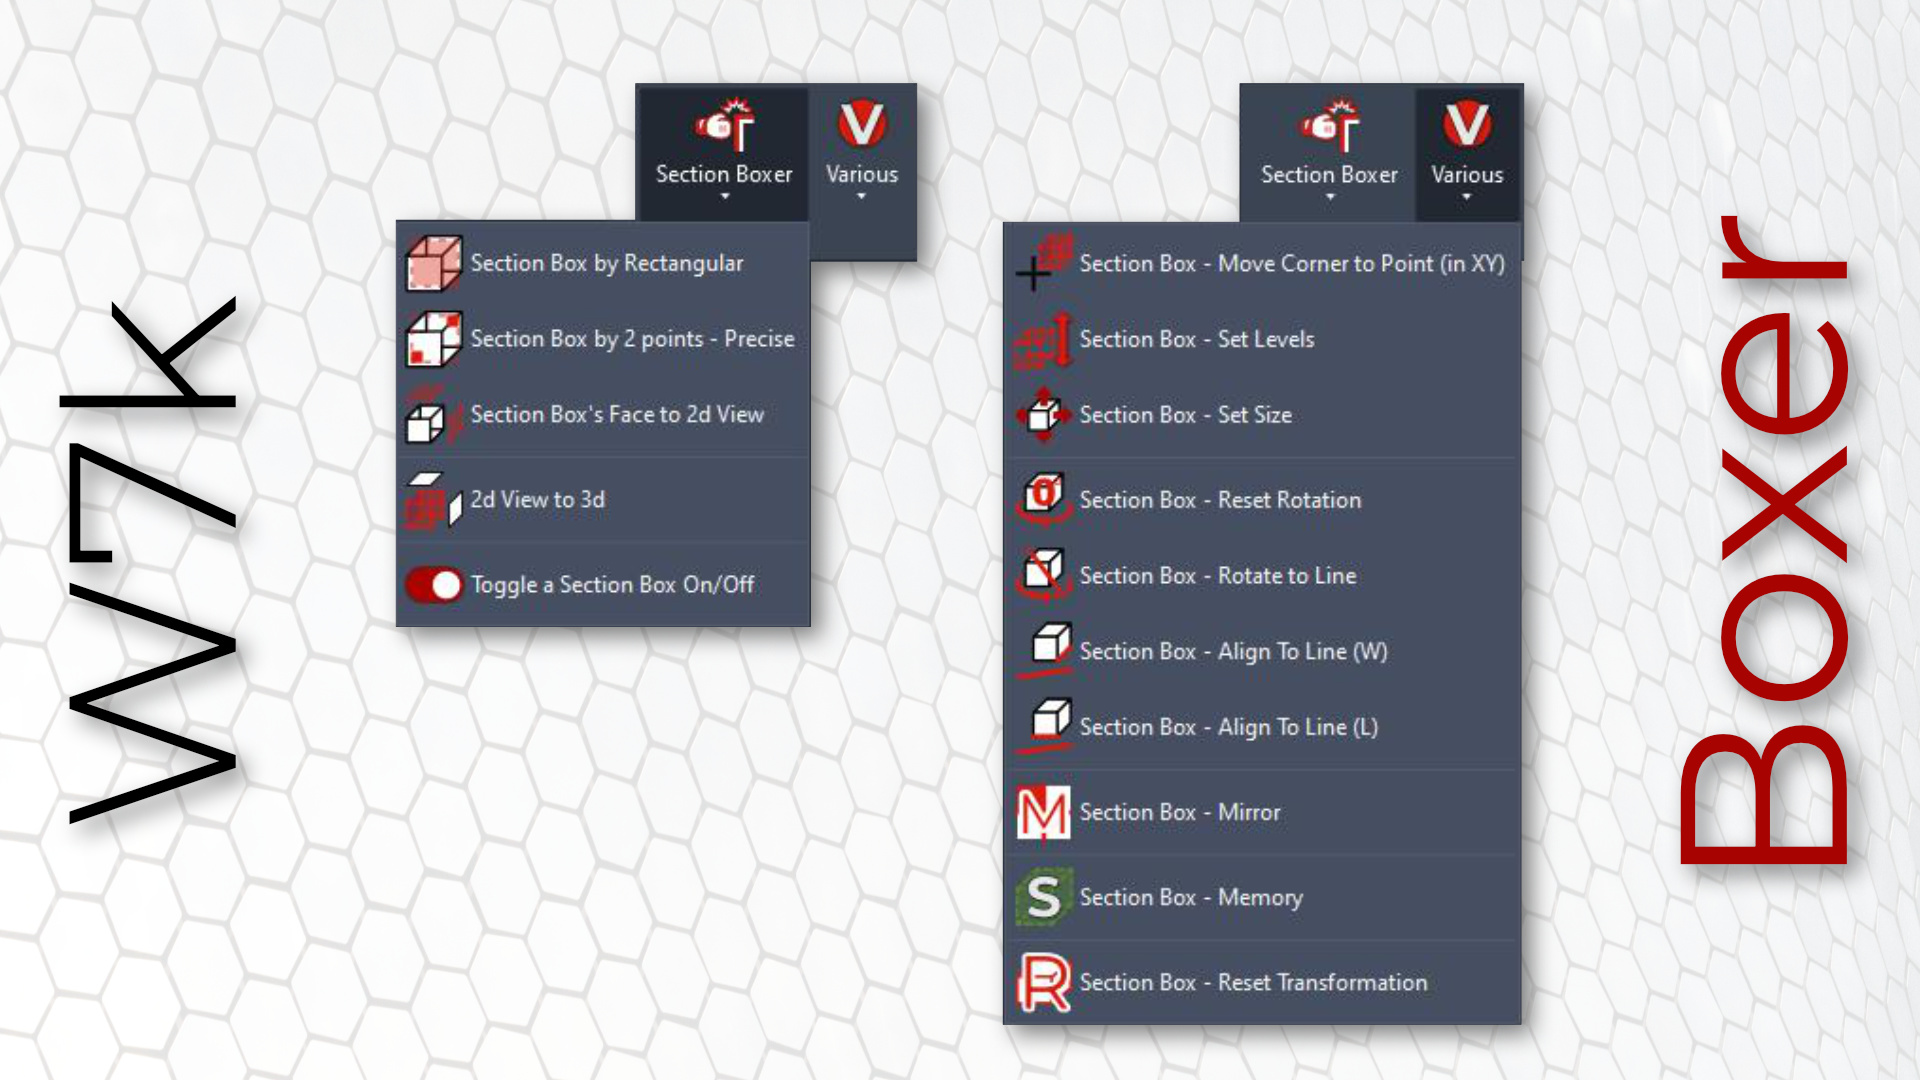 W7k
Section Boxer
Various
Section Box by Rectangular
Section Box by 2 points - Precise
Section Box's Face to 2d View
2d View to 3d
Toggle a Section Box On/Off
Section Boxer
Various
Section Box - Move Corner to Point (in XY)
Section Box - Set Levels
Section Box - Set Size
Section Box - Reset Rotation
Section Box - Rotate to Line
Section Box - Align To Line (W)
Section Box - Align To Line (L)
Section Box - Mirror
Section Box - Memory
Section Box - Reset Transformation
Boxer